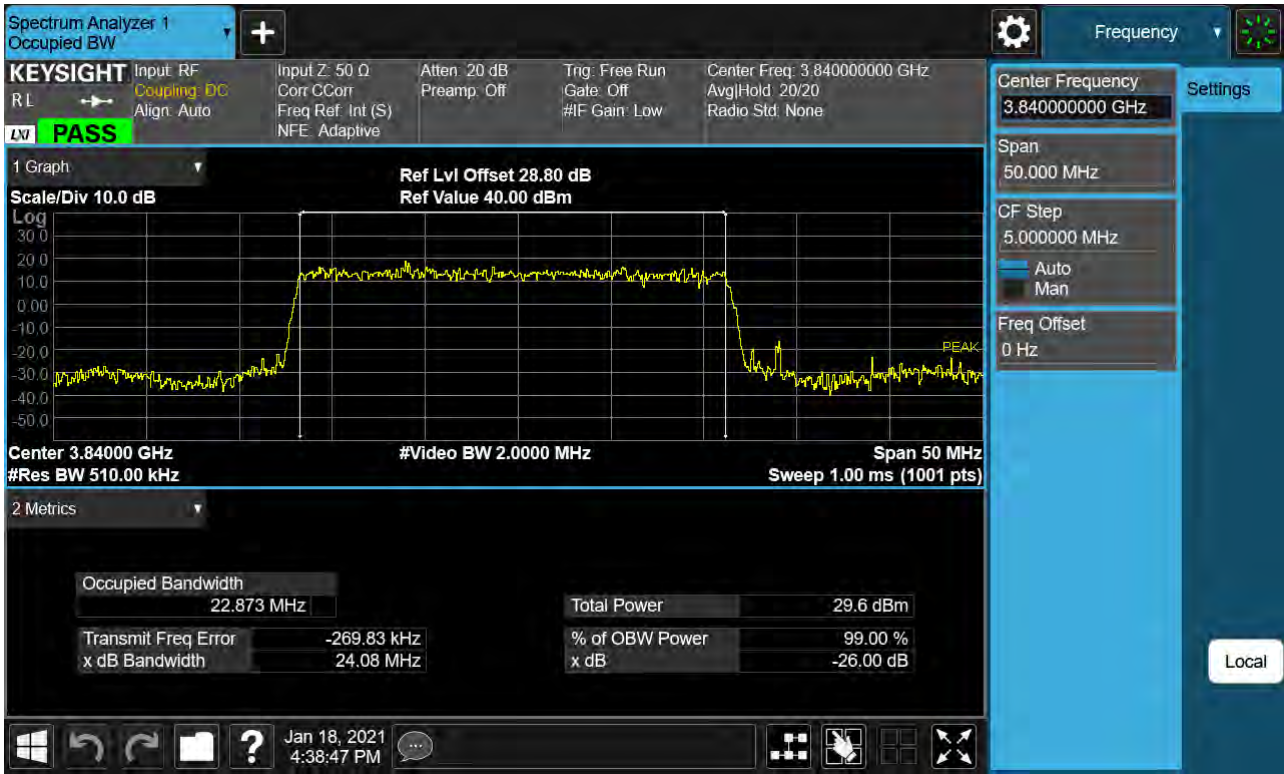 Spectrum Analyzer 1
Occupied BW
Frequency
KEYSIGHT
RL
LXI
PASS
Input: RF
Coupling: DC
Align: Auto
Input Z: 50 Ω
Corr CCorr
Freq Ref: Int (S)
NFE: Adaptive
Atten: 20 dB
Preamp: Off
Trig: Free Run
Gate: Off
#IF Gain: Low
Center Freq: 3.840000000 GHz
Avg|Hold: 20/20
Radio Std: None
Center Frequency
3.840000000 GHz
Settings
Span
50.000 MHz
CF Step
5.000000 MHz
Auto
Man
Freq Offset
0 Hz
Local
1 Graph
Scale/Div 10.0 dB
Ref Lvl Offset 28.80 dB
Ref Value 40.00 dBm
Log
30.0
20.0
10.0
0.00
-10.0
-20.0
-30.0
-40.0
-50.0
PEAK
Center 3.84000 GHz
#Video BW 2.0000 MHz
Span 50 MHz
#Res BW 510.00 kHz
Sweep 1.00 ms (1001 pts)
2 Metrics
Occupied Bandwidth
22.873 MHz
Total Power 29.6 dBm
Transmit Freq Error -269.83 kHz
% of OBW Power 99.00 %
x dB Bandwidth 24.08 MHz
x dB -26.00 dB
?
Jan 18, 2021
4:38:47 PM